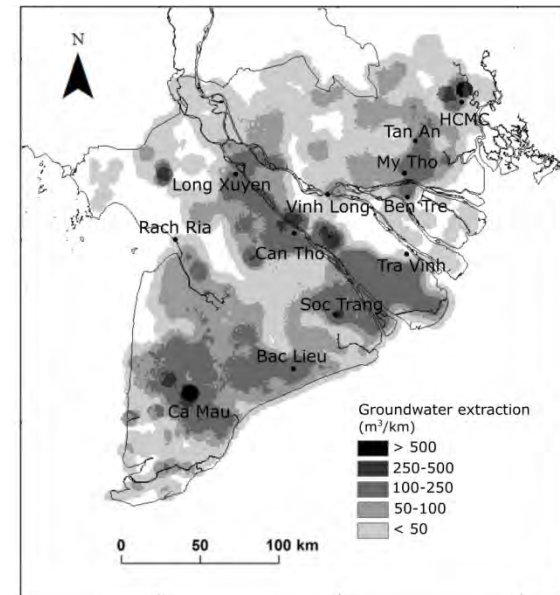 N
HCMC
Tan An
My Tho
Long Xuyen
Vinh Long
Ben Tre
Rach Ria
Can Tho
Tra Vinh
Soc Trang
Bac Lieu
Ca Mau
Groundwater extraction
(m³/km)
> 500
250-500
100-250
50-100
< 50
0 50 100 km